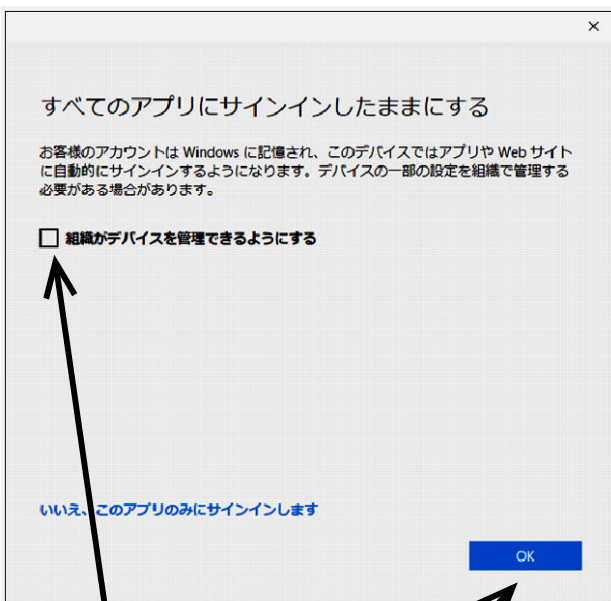 すべてのアプリにサインインしたままにする
お客様のアカウントは Windows に記憶され、このデバイスではアプリや Web サイト
に自動的にサインインするようになります。デバイスの一部の設定を組織で管理する
必要がある場合があります。
組織がデバイスを管理できるようにする
いいえ、このアプリのみにサインインします
OK